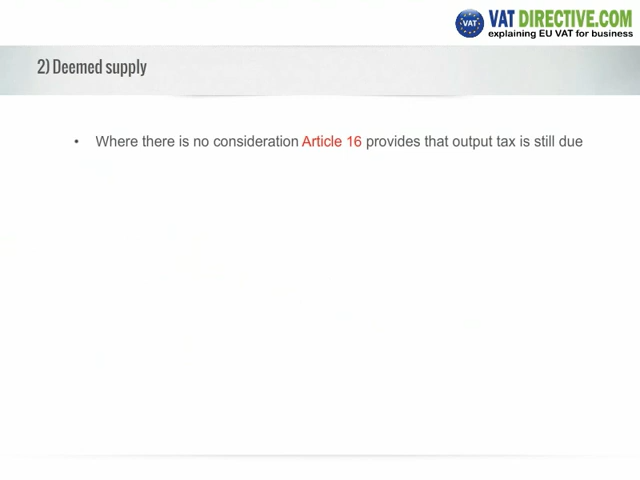 VAT
VAT DIRECTIVE.COM
explaining EU VAT for business
2) Deemed supply
• Where there is no consideration Article 16 provides that output tax is still due